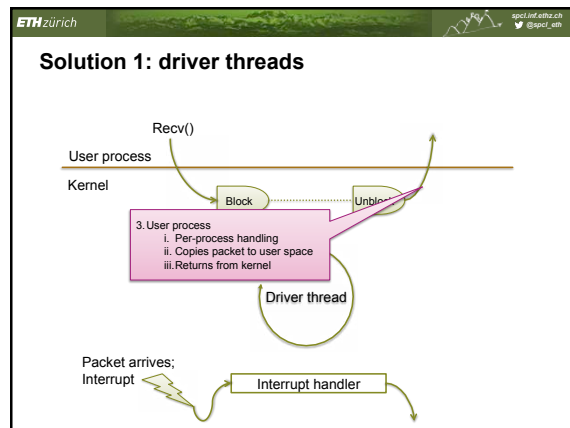 ETH zürich
spcl.inf.ethz.ch
@spcl_eth
Solution 1: driver threads
Recv()
User process
Kernel
Block
Unblock
3. User process
i. Per-process handling
ii. Copies packet to user space
iii. Returns from kernel
Driver thread
Packet arrives;
Interrupt
Interrupt handler